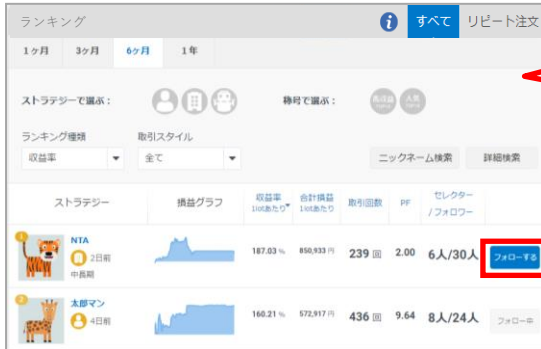 ランキング
すべて リピート注文
1ヶ月 3ヶ月 6ヶ月 1年
ストラテジーで選ぶ：
称号で選ぶ：
高収益
人気
ランキング種類 取引スタイル
収益率 全て ニックネーム検索 詳細検索
ストラテジー 損益グラフ 収益率 1lotあたり 合計損益 1lotあたり 取引回数 PF セレクター/フォロワー
1
NTA
2日前
中長期
187.03 % 850,933 円 239 回 2.00 6人/30人 フォローする
2
太郎マン
4日前
160.21 % 572,917 円 436 回 9.64 8人/24人 フォロー中